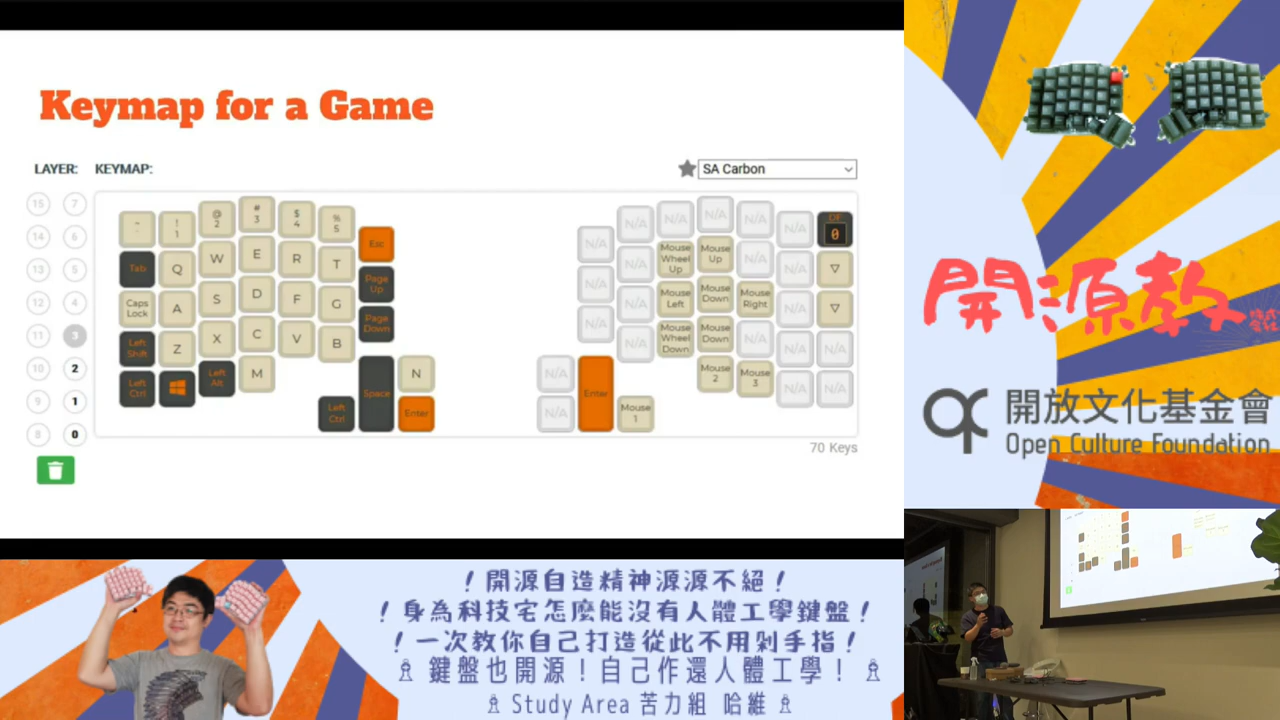 Keymap for a Game
LAYER: KEYMAP: SA Carbon
15 7
14 6
13 5
12 4
11 3
10 2
9 1
8 0
~ ` ! 1 @ 2 # 3 $ 4 % 5 Esc
Tab Q W E R T Page Up
Caps Lock A S D F G Page Down
Left Shift Z X C V B
Left Ctrl Left Alt M Space N
Left Ctrl Enter
N/A N/A N/A N/A N/A N/A DF 0
N/A N/A Mouse Wheel Up Mouse Up N/A N/A ▽
N/A N/A Mouse Left Mouse Down Mouse Right N/A ▽
N/A Mouse Wheel Down Mouse Down N/A N/A N/A
N/A Enter Mouse 2 Mouse 3 N/A N/A
N/A Mouse 1
70 Keys
開源教
株式会社
開放文化基金會
Open Culture Foundation
！開源自造精神源源不絕！
！身為科技宅怎麼能沒有人體工學鍵盤！
！一次教你自己打造從此不用剁手指！
鍵盤也開源！自己作還人體工學！
Study Area 苦力組 哈維